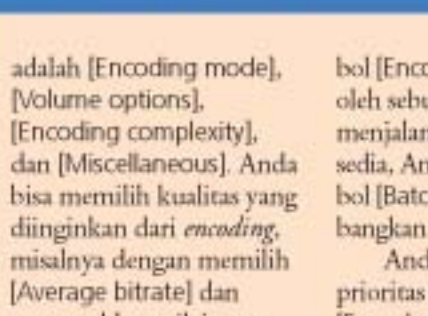 adalah [Encoding mode],
[Volume options],
[Encoding complexity],
dan [Miscellaneous]. Anda
bisa memilih kualitas yang
diinginkan dari encoding,
misalnya dengan memilih
[Average bitrate] dan
bol [Enco
oleh sebu
menjalan
sedia, An
bol [Batc
bangkan
And
prioritas